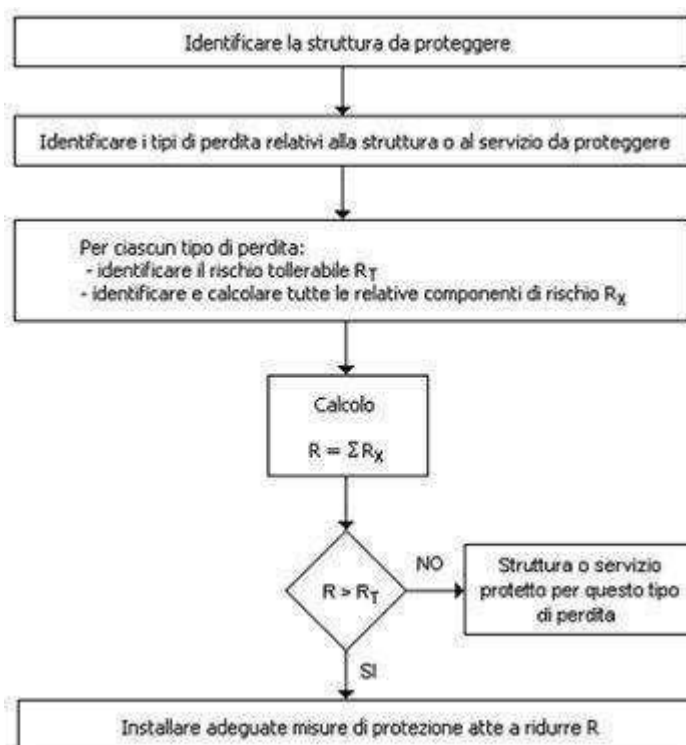 Identificare la struttura da proteggere
Identificare i tipi di perdita relativi alla struttura o al servizio da proteggere
Per ciascun tipo di perdita:
- identificare il rischio tollerabile RT
- identificare e calcolare tutte le relative componenti di rischio RX
Calcolo
R = ΣRX
R > RT
NO
Struttura o servizio
protetto per questo tipo
di perdita
SI
Installare adeguate misure di protezione atte a ridurre R